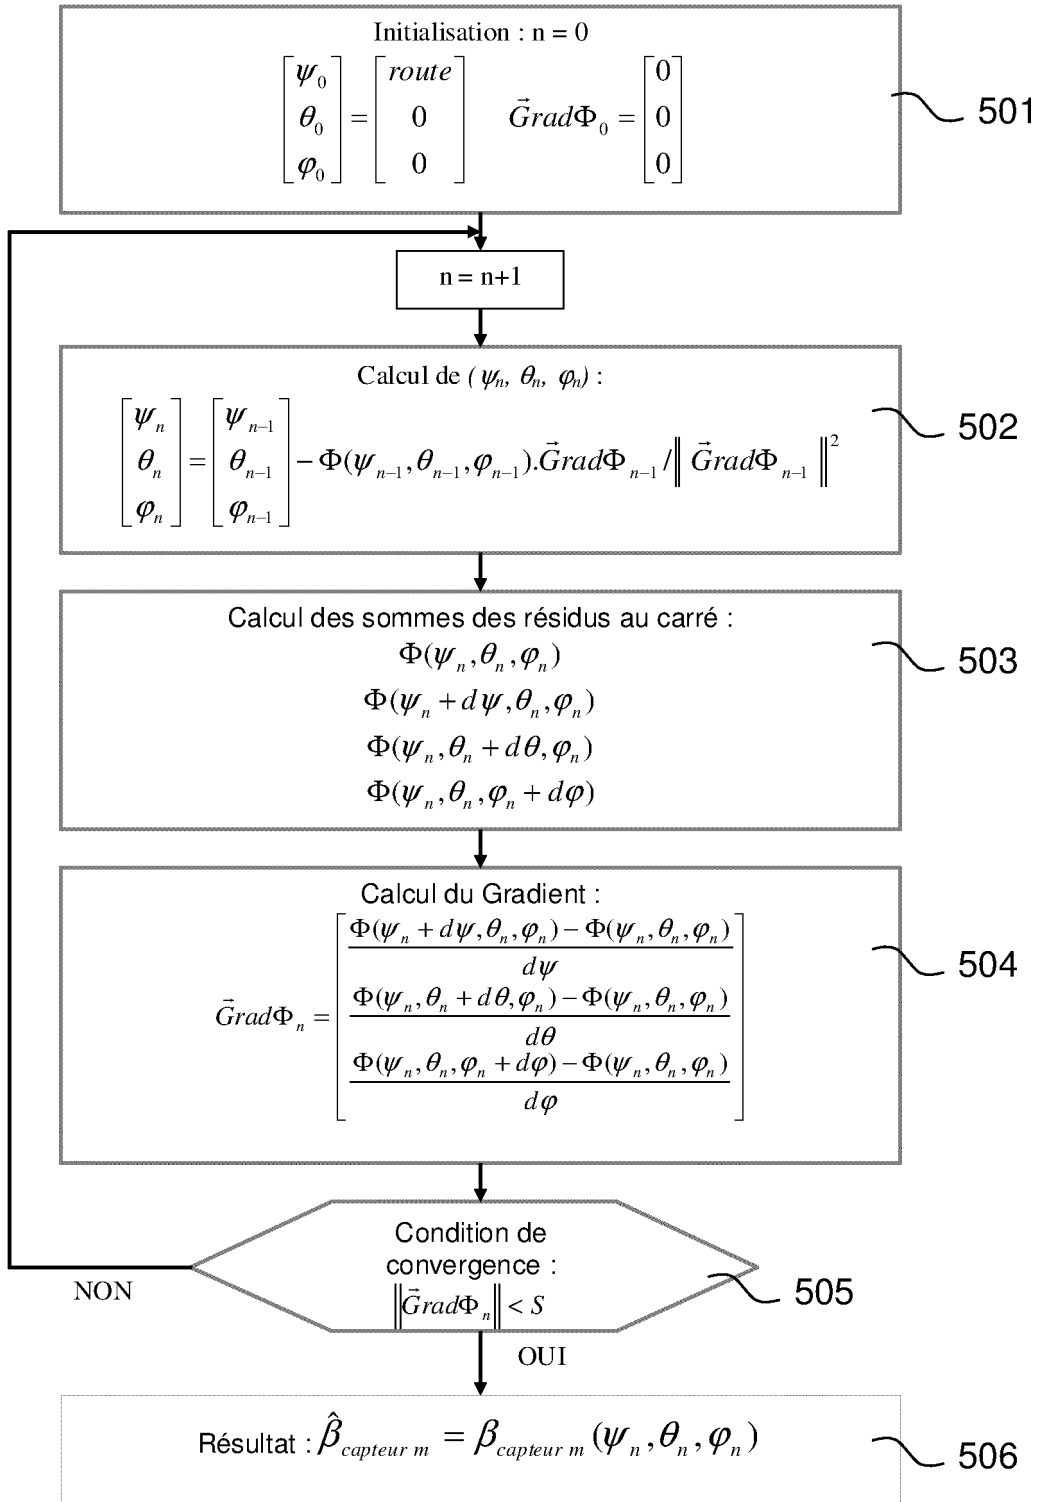 Initialisation : n = 0
[ψ₀ θ₀ φ₀] = [route 0 0] G⃗radΦ₀ = [0 0 0]
501
n = n+1
Calcul de (ψₙ, θₙ, φₙ) :
[ψₙ θₙ φₙ] = [ψₙ₋₁ θₙ₋₁ φₙ₋₁] − Φ(ψₙ₋₁,θₙ₋₁,φₙ₋₁).G⃗radΦₙ₋₁/‖G⃗radΦₙ₋₁‖²
502
Calcul des sommes des résidus au carré :
Φ(ψₙ,θₙ,φₙ)
Φ(ψₙ + dψ,θₙ,φₙ)
Φ(ψₙ,θₙ + dθ,φₙ)
Φ(ψₙ,θₙ,φₙ + dφ)
503
Calcul du Gradient :
G⃗radΦₙ = [
Φ(ψₙ + dψ,θₙ,φₙ) − Φ(ψₙ,θₙ,φₙ)
dψ
Φ(ψₙ,θₙ + dθ,φₙ) − Φ(ψₙ,θₙ,φₙ)
dθ
Φ(ψₙ,θₙ,φₙ + dφ) − Φ(ψₙ,θₙ,φₙ)
dφ
]
504
Condition de
convergence :
‖G⃗radΦₙ‖ < S
505
NON
OUI
Résultat : β̂capteur m = βcapteur m (ψₙ,θₙ,φₙ)
506